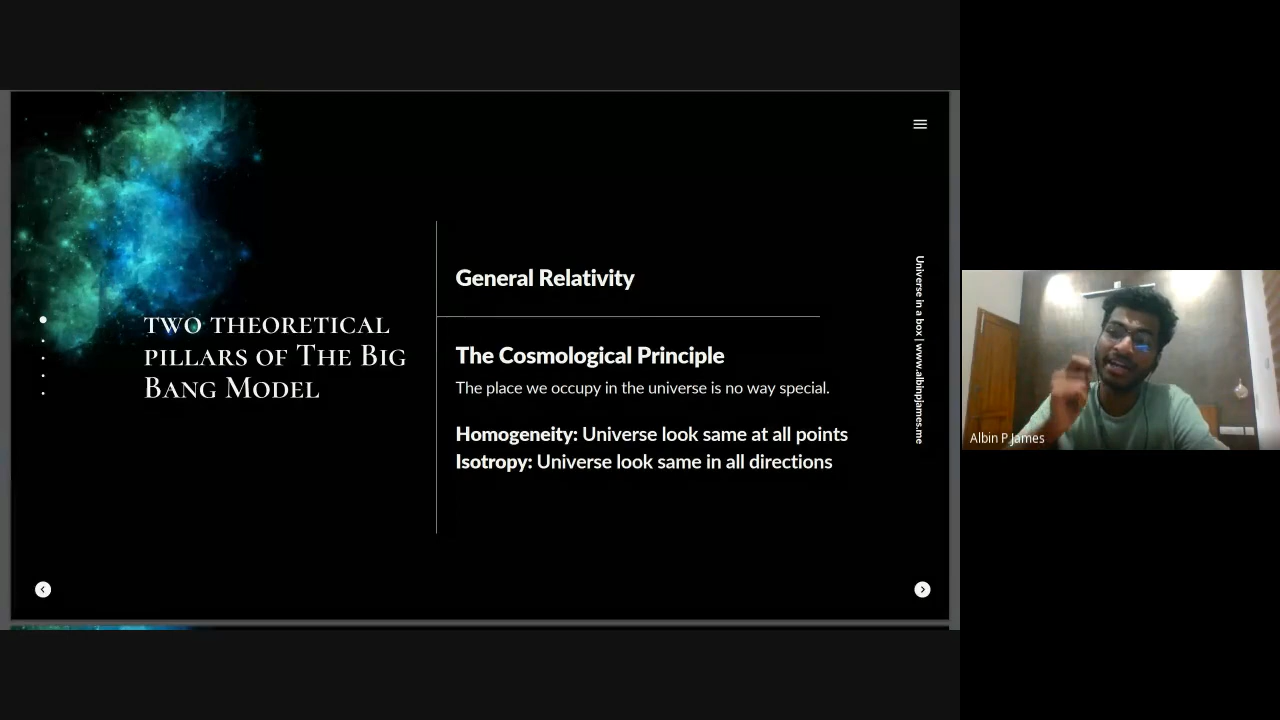 TWO THEORETICAL
PILLARS OF THE BIG
BANG MODEL
General Relativity
The Cosmological Principle
The place we occupy in the universe is no way special.
Homogeneity: Universe look same at all points
Isotropy: Universe look same in all directions
Universe in a box | www.albinpjames.me
Albin P James